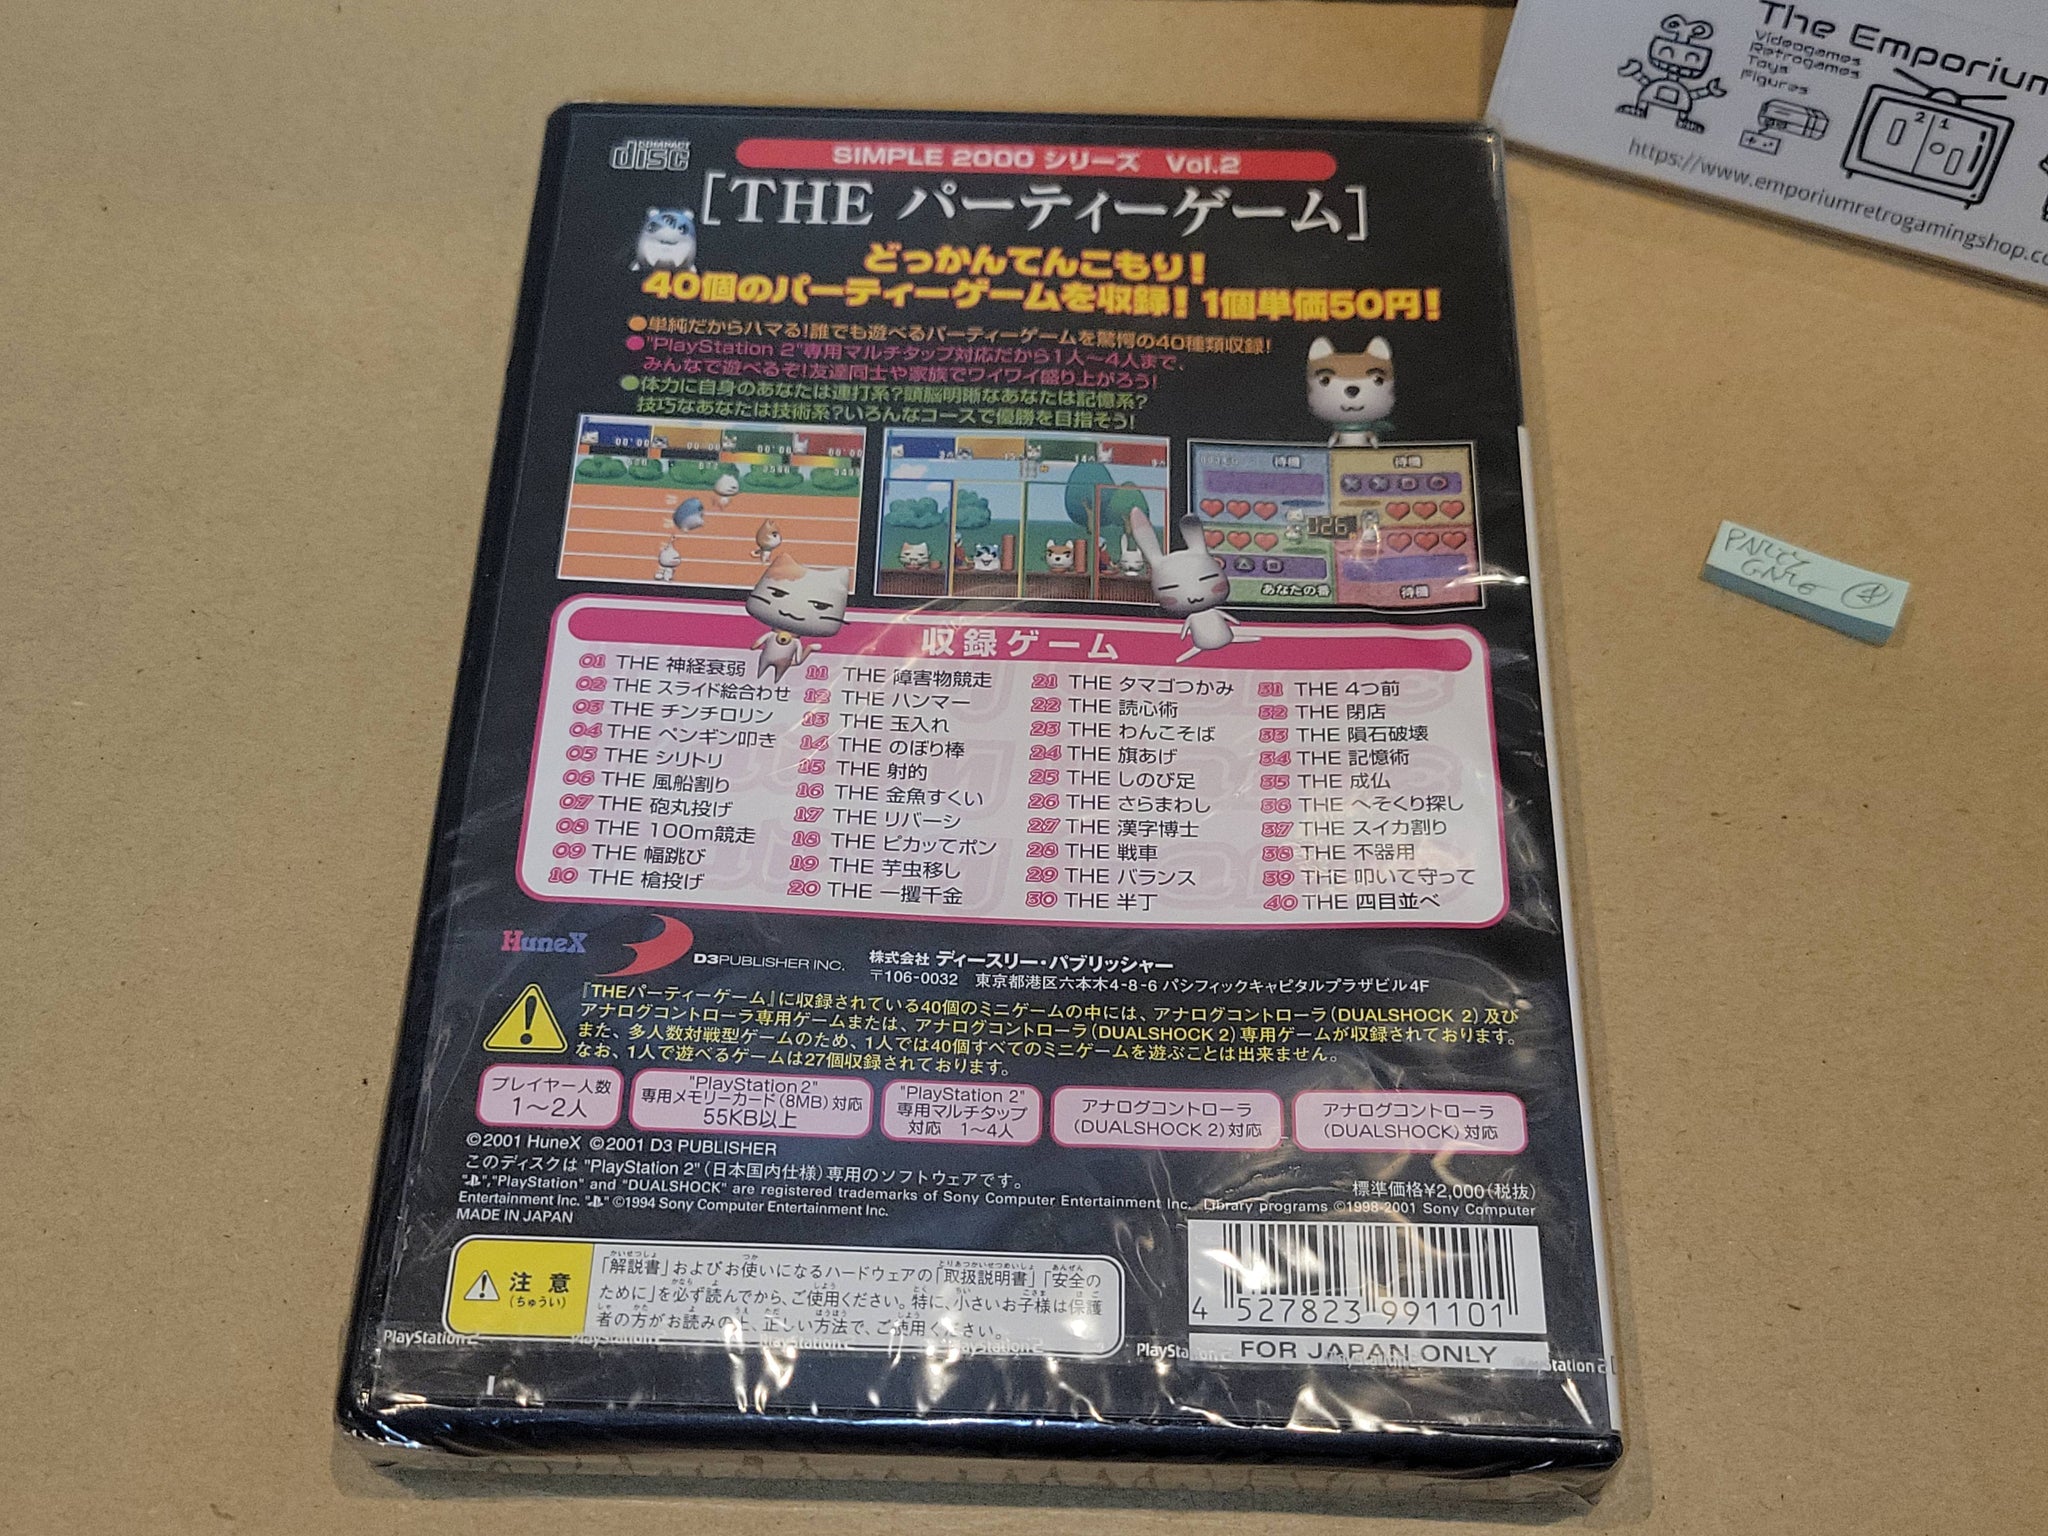 The Emporium
Videogames
Retrogames
Toys
Figures
https://www.emporiumretrogamingshop.co
PARTY
GAME
COMPACT
disc
SIMPLE 2000 シリーズ Vol.2
[THE パーティーゲーム]
どっかんてんこもり!
40個のパーティーゲームを収録!1個単価50円!
●単純だからハマる!誰でも遊べるパーティーゲームを驚愕の40種類収録!
●"PlayStation 2"専用マルチタップ対応だから1人~4人まで、
みんなで遊べるぞ!友達同士や家族でワイワイ盛り上がろう!
●体力に自身のあなたは連打系?頭脳明晰なあなたは記憶系?
技巧なあなたは技術系?いろんなコースで優勝を目指そう!
待機
待機
あなたの番
待機
収録ゲーム
01 THE 神経衰弱
02 THE スライド絵合わせ
03 THE チンチロリン
04 THE ペンギン叩き
05 THE シリトリ
06 THE 風船割り
07 THE 砲丸投げ
08 THE 100m競走
09 THE 幅跳び
10 THE 槍投げ
11 THE 障害物競走
12 THE ハンマー
13 THE 玉入れ
14 THE のぼり棒
15 THE 射的
16 THE 金魚すくい
17 THE リバーシ
18 THE ピカッてポン
19 THE 芋虫移し
20 THE 一攫千金
21 THE タマゴつかみ
22 THE 読心術
23 THE わんこそば
24 THE 旗あげ
25 THE しのび足
26 THE さらまわし
27 THE 漢字博士
28 THE 戦車
29 THE バランス
30 THE 半丁
31 THE 4つ前
32 THE 閉店
33 THE 隕石破壊
34 THE 記憶術
35 THE 成仏
36 THE へそくり探し
37 THE スイカ割り
38 THE 不器用
39 THE 叩いて守って
40 THE 四目並べ
HuneX
D3PUBLISHER INC.
株式会社 ディースリー・パブリッシャー
〒106-0032 東京都港区六本木4-8-6 パシフィックキャピタルプラザビル4F
『THEパーティーゲーム』に収録されている40個のミニゲームの中には、アナログコントローラ(DUALSHOCK 2)及び
アナログコントローラ専用ゲームまたは、アナログコントローラ(DUALSHOCK 2)専用ゲームが収録されております。
また、多人数対戦型ゲームのため、1人では40個すべてのミニゲームを遊ぶことは出来ません。
なお、1人で遊べるゲームは27個収録されております。
プレイヤー人数
1~2人
"PlayStation 2"
専用メモリーカード(8MB)対応
55KB以上
"PlayStation 2"
専用マルチタップ
対応 1~4人
アナログコントローラ
(DUALSHOCK 2)対応
アナログコントローラ
(DUALSHOCK)対応
©2001 HuneX ©2001 D3 PUBLISHER
このディスクは "PlayStation 2"(日本国内仕様)専用のソフトウェアです。
"PlayStation" and "DUALSHOCK" are registered trademarks of Sony Computer Entertainment Inc. Library programs ©1998-2001 Sony Computer
Entertainment Inc. ©1994 Sony Computer Entertainment Inc.
MADE IN JAPAN
標準価格¥2,000(税抜)
注意
(ちゅうい)
「解説書」およびお使いになるハードウェアの「取扱説明書」「安全の
ために」を必ず読んでから、ご使用ください。特に、小さいお子様は保護
者の方がお読みの上、正しい方法で、ご使用ください。
4 527823 991101
FOR JAPAN ONLY
PlayStation 2